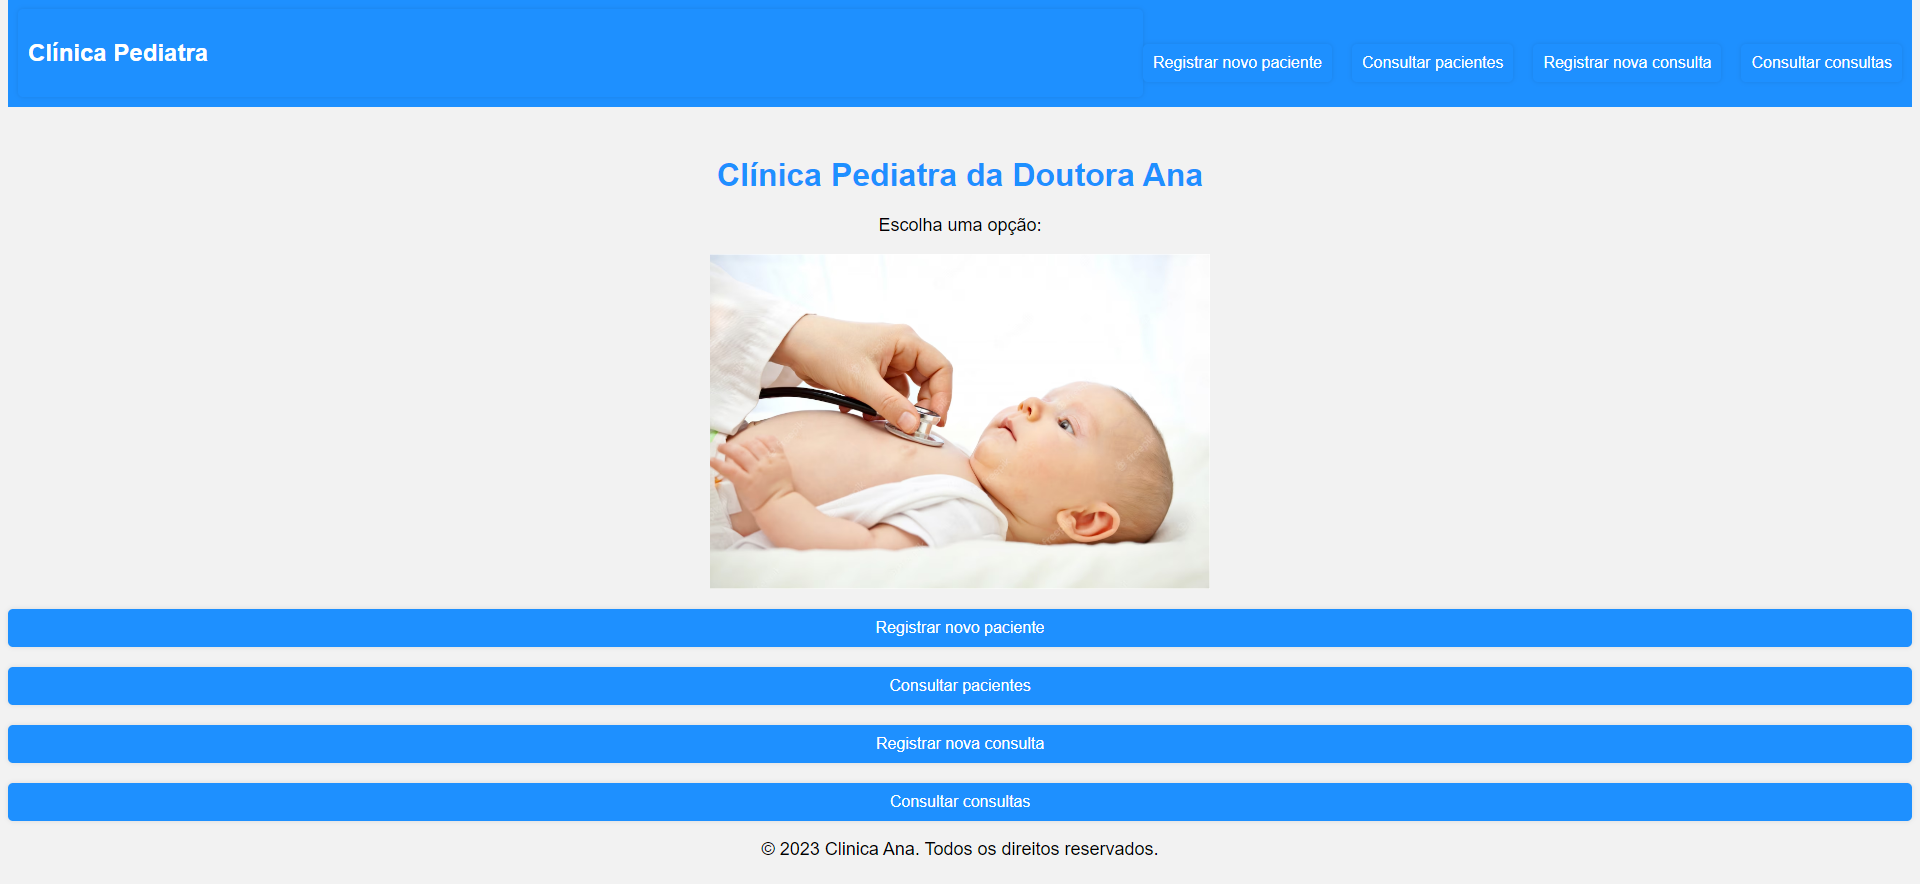 Clínica Pediatra
Registrar novo paciente
Consultar pacientes
Registrar nova consulta
Consultar consultas
Clínica Pediatra da Doutora Ana
Escolha uma opção:
Registrar novo paciente
Consultar pacientes
Registrar nova consulta
Consultar consultas
© 2023 Clinica Ana. Todos os direitos reservados.